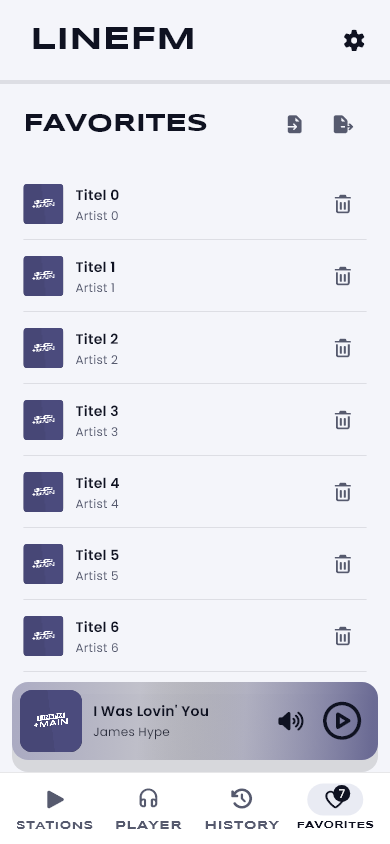 LINEFM
FAVORITES
Titel 0
Artist 0
Titel 1
Artist 1
Titel 2
Artist 2
Titel 3
Artist 3
Titel 4
Artist 4
Titel 5
Artist 5
Titel 6
Artist 6
LINEFM
+MAIN
I Was Lovin' You
James Hype
7
STATIONS
PLAYER
HISTORY
FAVORITES